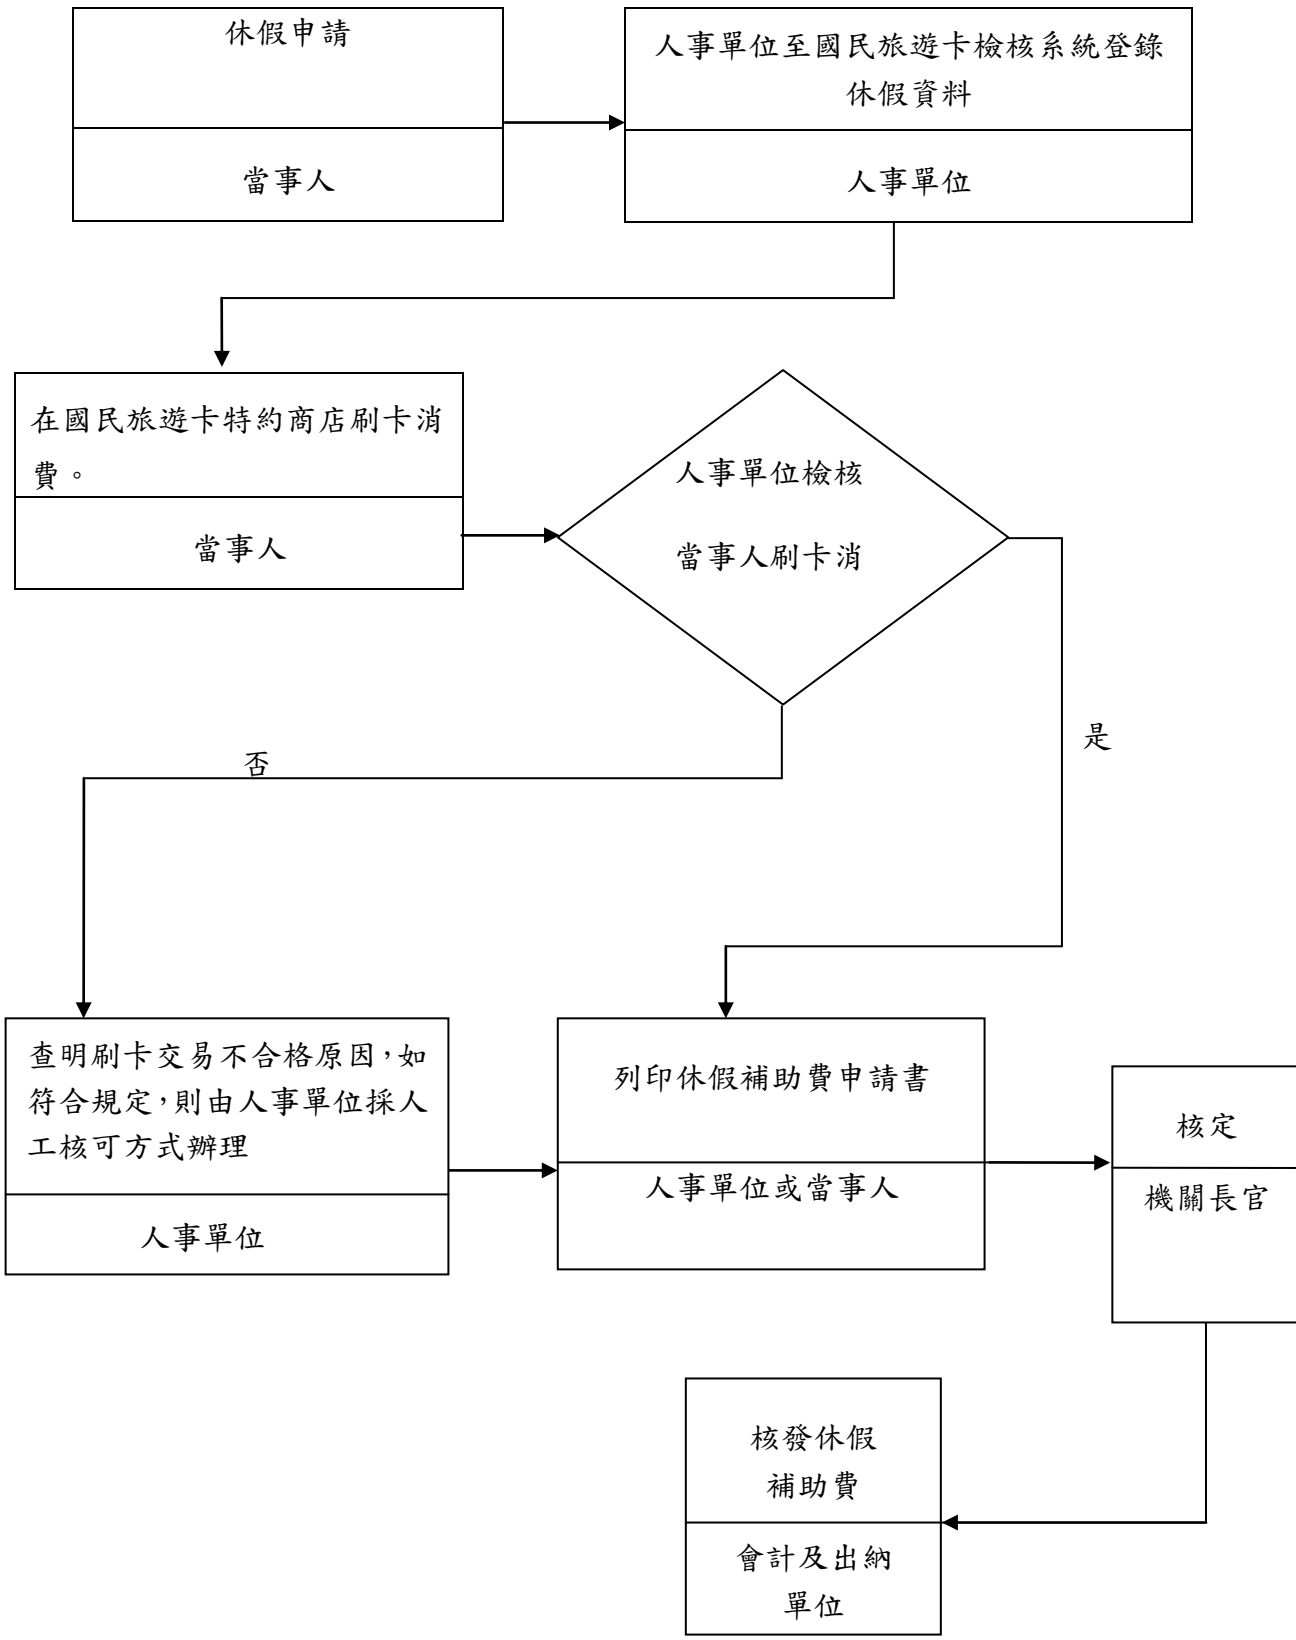 休假申請
當事人
人事單位至國民旅遊卡檢核系統登錄
休假資料
人事單位
在國民旅遊卡特約商店刷卡消
費。
當事人
人事單位檢核
當事人刷卡消
是
否
查明刷卡交易不合格原因，如
符合規定，則由人事單位採人
工核可方式辦理
人事單位
列印休假補助費申請書
人事單位或當事人
核定
機關長官
核發休假
補助費
會計及出納
單位